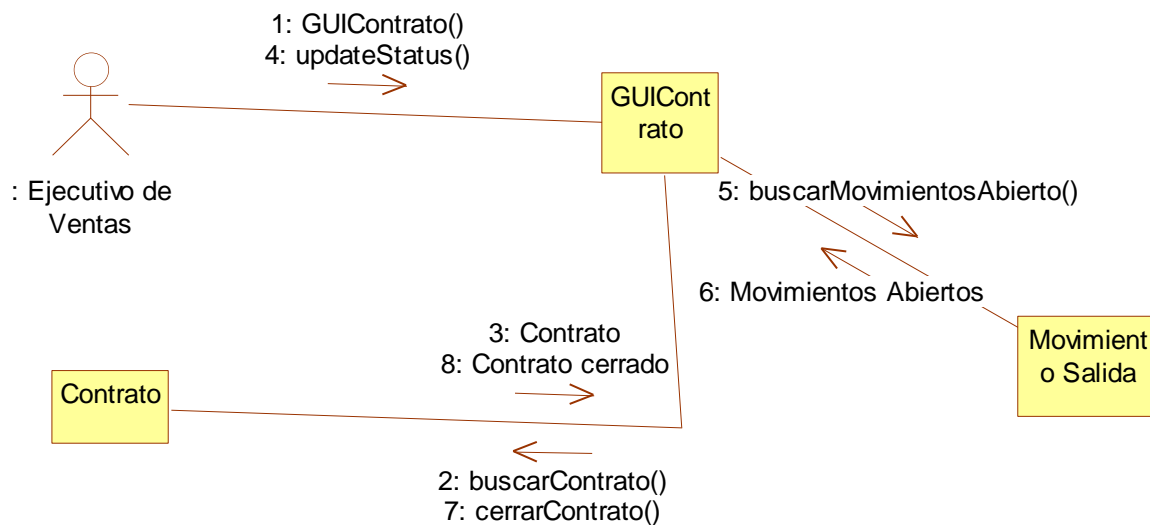 1: GUIContrato()
4: updateStatus()
GUICont
rato
: Ejecutivo de
Ventas
5: buscarMovimientosAbierto()
6: Movimientos Abiertos
Movimient
o Salida
3: Contrato
8: Contrato cerrado
Contrato
2: buscarContrato()
7: cerrarContrato()